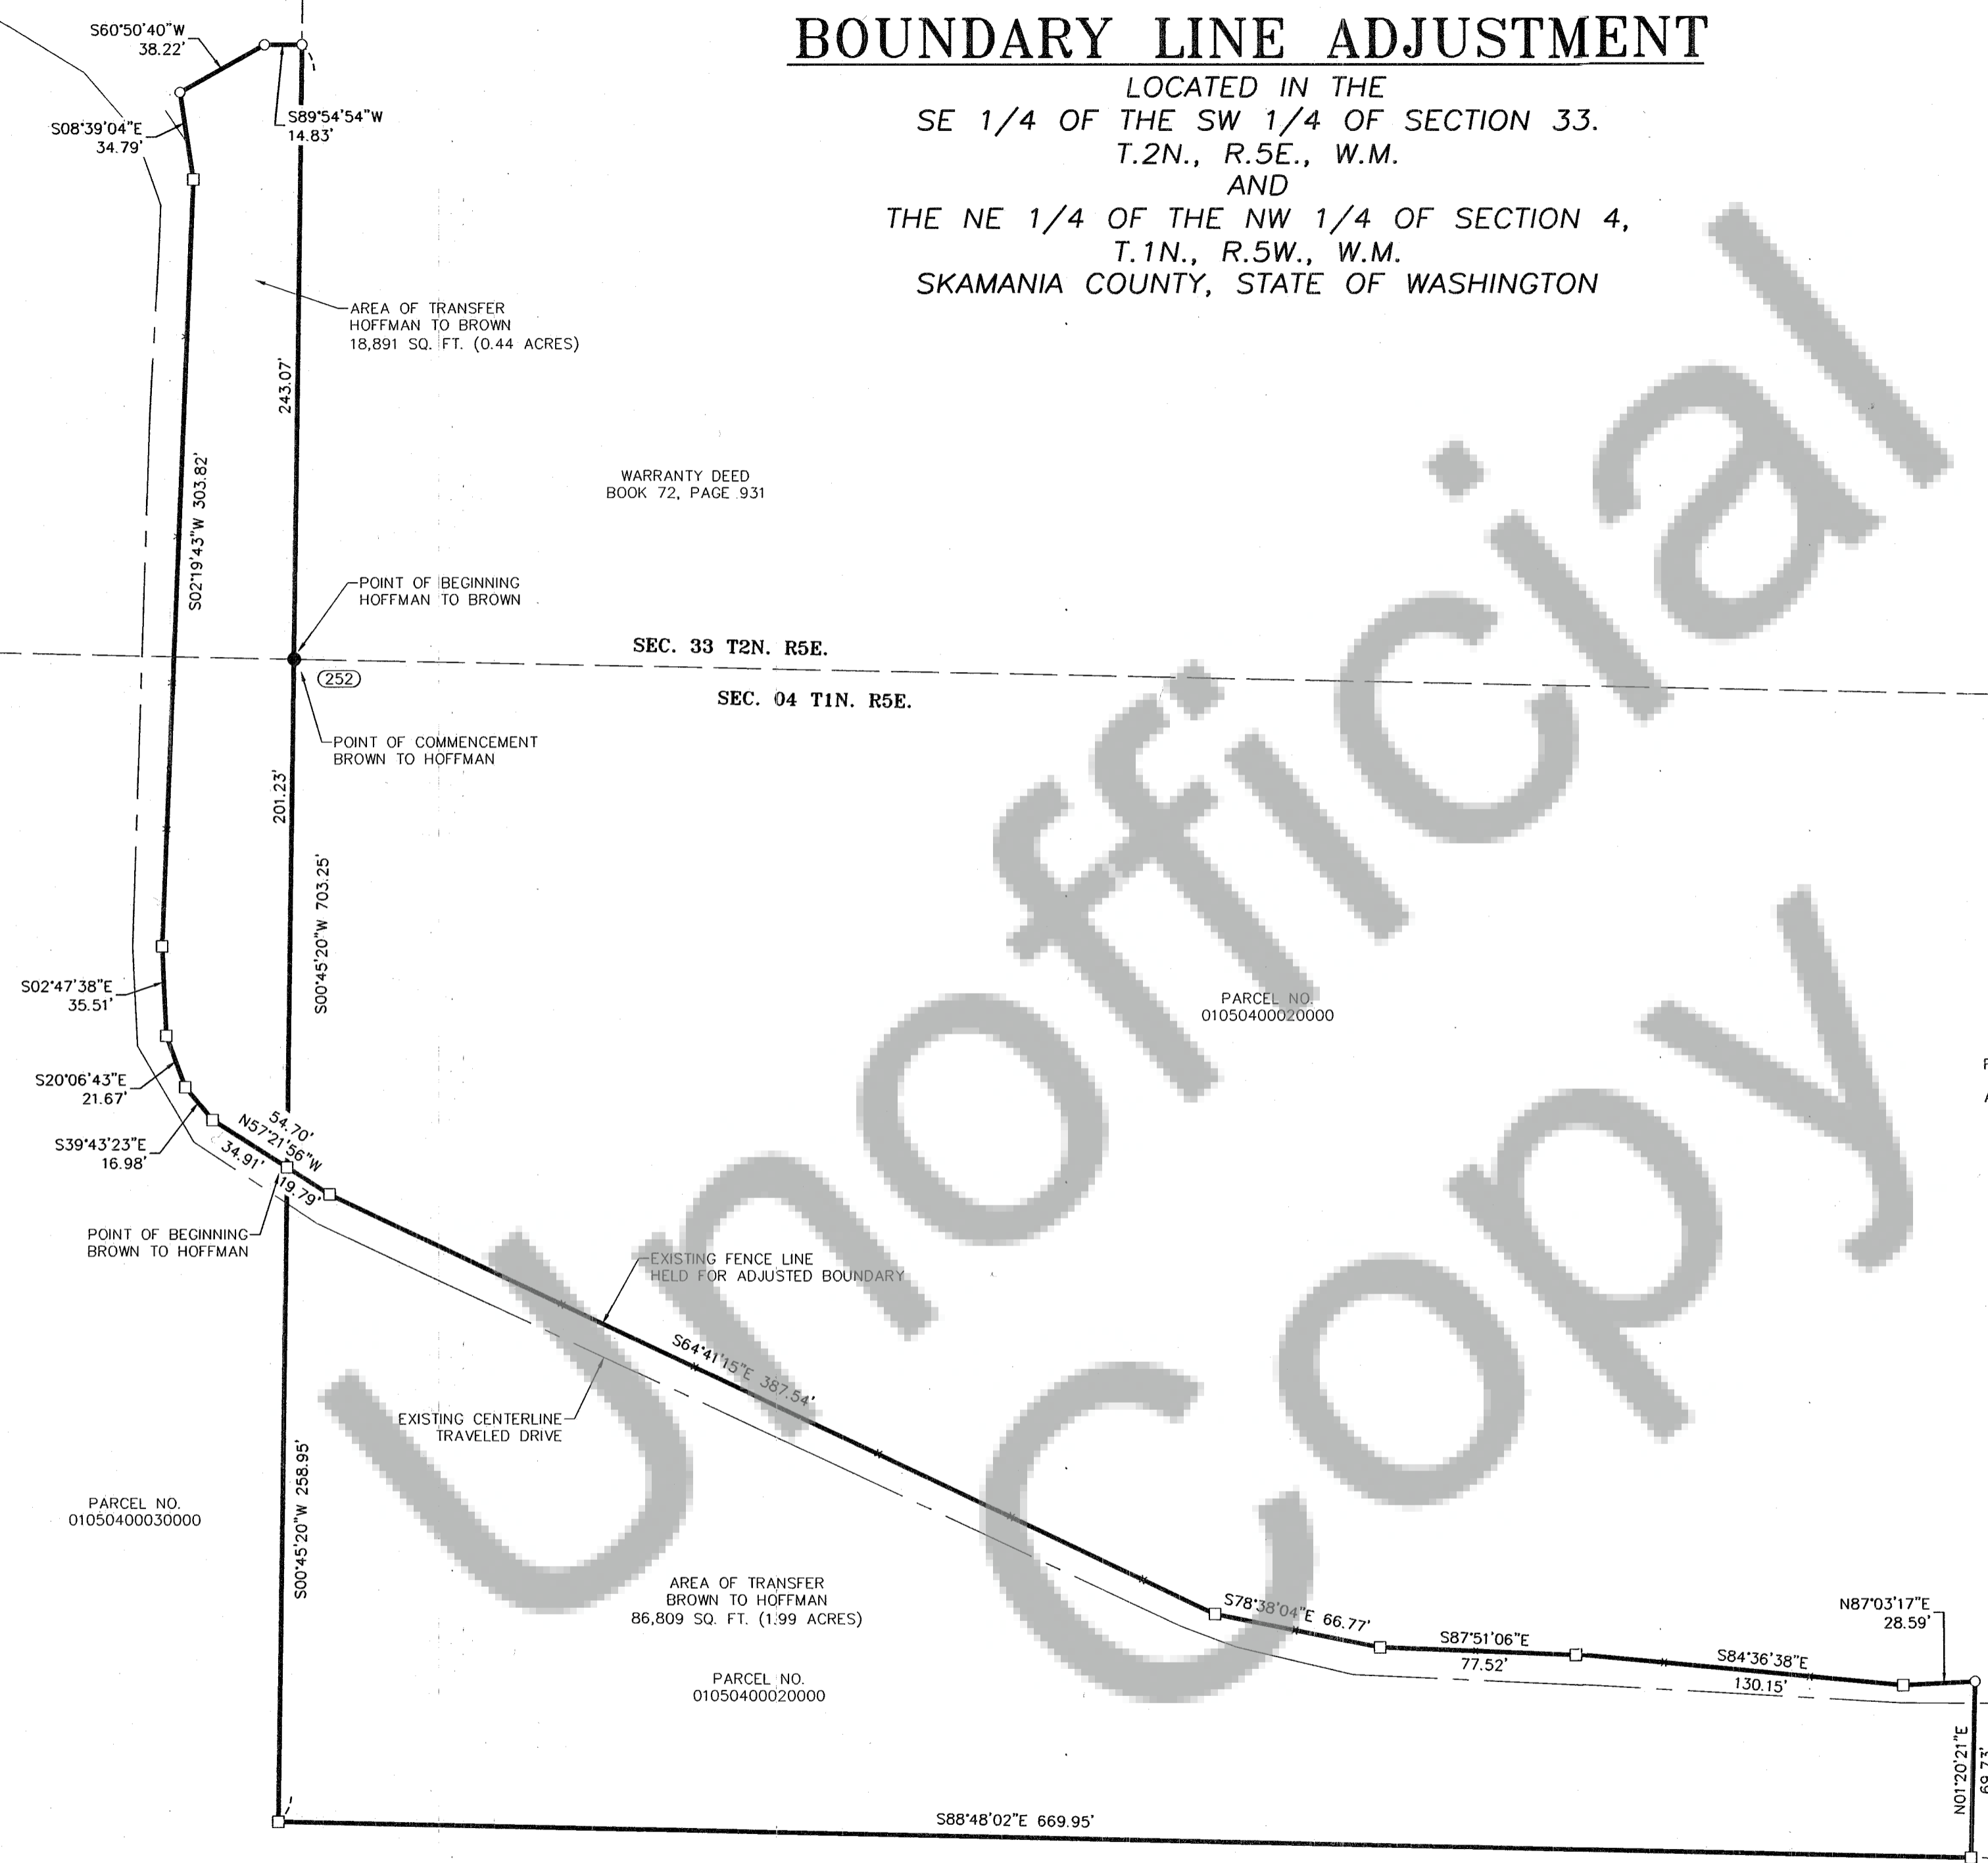 BOUNDARY LINE ADJUSTMENT
LOCATED IN THE
SE 1/4 OF THE SW 1/4 OF SECTION 33.
T.2N., R.5E., W.M.
AND
THE NE 1/4 OF THE NW 1/4 OF SECTION 4,
T.1N., R.5W., W.M.
SKAMANIA COUNTY, STATE OF WASHINGTON
S60°50'40"W
38.22'
S89°54'54"W
14.83'
S08°39'04"E
34.79'
AREA OF TRANSFER
HOFFMAN TO BROWN
18,891 SQ. FT. (0.44 ACRES)
243.07'
S02°19'43"W 303.82'
WARRANTY DEED
BOOK 72, PAGE 931
POINT OF BEGINNING
HOFFMAN TO BROWN
SEC. 33 T2N. R5E.
252
SEC. 04 T1N. R5E.
POINT OF COMMENCEMENT
BROWN TO HOFFMAN
201.23'
S00°45'20"W 703.25'
S02°47'38"E
35.51'
PARCEL NO.
01050400020000
S20°06'43"E
21.67'
S39°43'23"E
16.98'
54.70'
N57°21'56"W
34.91'
19.79'
POINT OF BEGINNING
BROWN TO HOFFMAN
EXISTING FENCE LINE
HELD FOR ADJUSTED BOUNDARY
S64°41'15"E 387.54'
EXISTING CENTERLINE
TRAVELED DRIVE
S00°45'20"W 258.95'
PARCEL NO.
01050400030000
AREA OF TRANSFER
BROWN TO HOFFMAN
86,809 SQ. FT. (1.99 ACRES)
PARCEL NO.
01050400020000
S78°38'04"E 66.77'
S87°51'06"E
77.52'
S84°36'38"E
130.15'
N87°03'17"E
28.59'
N01°20'21"E
69.73'
S88°48'02"E 669.95'
Unofficial
Copy